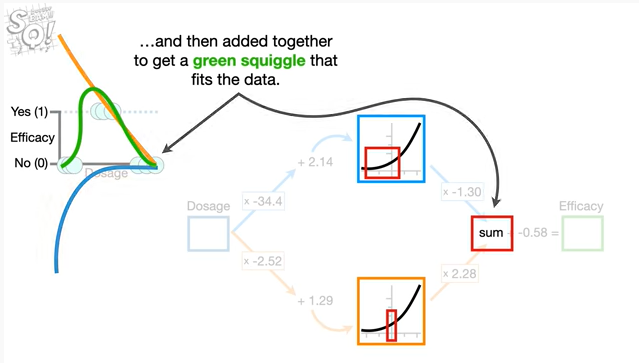 StatQuest!
…and then added together
to get a green squiggle that
fits the data.
Yes (1)
Efficacy
No (0)
Dosage
+ 2.14
x -34.4
x -1.30
Dosage
Efficacy
sum
-0.58 =
x -2.52
x 2.28
+ 1.29